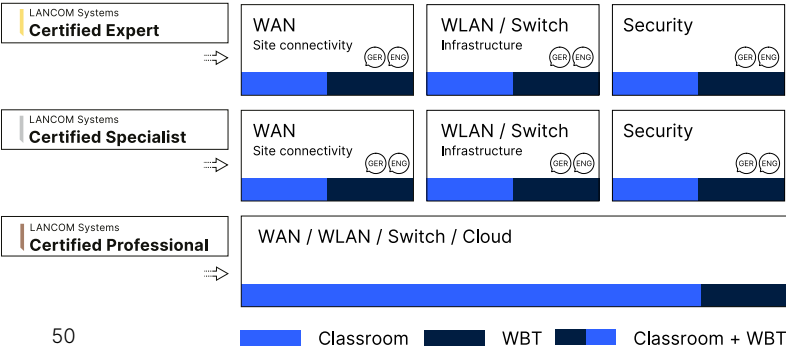 LANCOM Systems
Certified Expert
WAN
Site connectivity
GER ENG
WLAN / Switch
Infrastructure
GER ENG
Security
GER ENG
LANCOM Systems
Certified Specialist
WAN
Site connectivity
GER ENG
WLAN / Switch
Infrastructure
GER ENG
Security
GER ENG
LANCOM Systems
Certified Professional
WAN / WLAN / Switch / Cloud
50
Classroom
WBT
Classroom + WBT